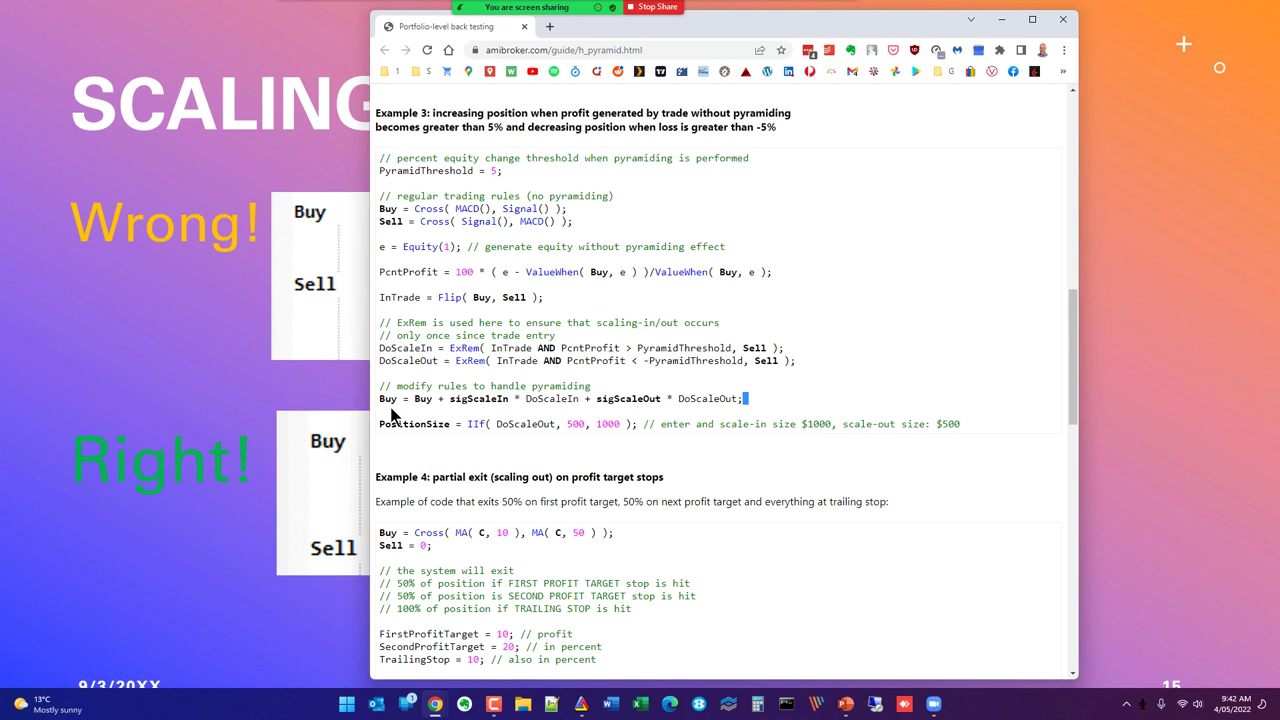 You are screen sharing
Stop Share
Portfolio-level back testing
amibroker.com/guide/h_pyramid.html
1
S
G
SCALING
Wrong!
Buy
Sell
Right!
Buy
Sell
Example 3: increasing position when profit generated by trade without pyramiding
becomes greater than 5% and decreasing position when loss is greater than -5%
// percent equity change threshold when pyramiding is performed
PyramidThreshold = 5;
// regular trading rules (no pyramiding)
Buy = Cross( MACD(), Signal() );
Sell = Cross( Signal(), MACD() );
e = Equity(1); // generate equity without pyramiding effect
PcntProfit = 100 * ( e - ValueWhen( Buy, e ) )/ValueWhen( Buy, e );
InTrade = Flip( Buy, Sell );
// ExRem is used here to ensure that scaling-in/out occurs
// only once since trade entry
DoScaleIn = ExRem( InTrade AND PcntProfit > PyramidThreshold, Sell );
DoScaleOut = ExRem( InTrade AND PcntProfit < -PyramidThreshold, Sell );
// modify rules to handle pyramiding
Buy = Buy + sigScaleIn * DoScaleIn + sigScaleOut * DoScaleOut;
PositionSize = IIf( DoScaleOut, 500, 1000 ); // enter and scale-in size $1000, scale-out size: $500
Example 4: partial exit (scaling out) on profit target stops
Example of code that exits 50% on first profit target, 50% on next profit target and everything at trailing stop:
Buy = Cross( MA( C, 10 ), MA( C, 50 ) );
Sell = 0;
// the system will exit
// 50% of position if FIRST PROFIT TARGET stop is hit
// 50% of position is SECOND PROFIT TARGET stop is hit
// 100% of position if TRAILING STOP is hit
FirstProfitTarget = 10; // profit
SecondProfitTarget = 20; // in percent
TrailingStop = 10; // also in percent
9/3/20XX
15
13°C
Mostly sunny
9:42 AM
4/05/2022